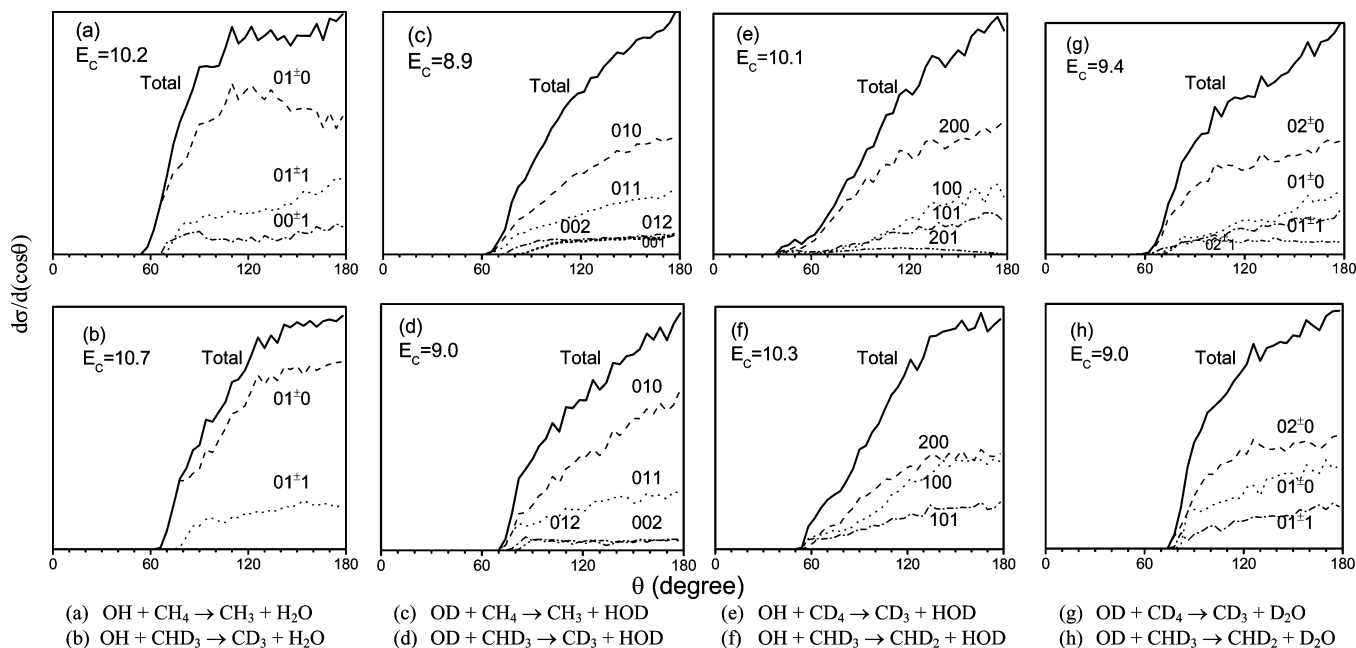 dσ/d(cosθ)
(a)
E_C=10.2
Total
01±0
01±1
00±1
0 60 120 180
(c)
E_C=8.9
Total
010
011
002
012
001
0 60 120 180
(e)
E_C=10.1
Total
200
100
101
201
0 60 120 180
(g)
E_C=9.4
Total
02±0
01±0
01±1
02±1
0 60 120 180
(b)
E_C=10.7
Total
01±0
01±1
0 60 120 180
(d)
E_C=9.0
Total
010
011
012
002
0 60 120 180
(f)
E_C=10.3
Total
200
100
101
0 60 120 180
(h)
E_C=9.0
Total
02±0
01±0
01±1
0 60 120 180
θ (degree)
(a) OH + CH₄ → CH₃ + H₂O
(b) OH + CHD₃ → CD₃ + H₂O
(c) OD + CH₄ → CH₃ + HOD
(d) OD + CHD₃ → CD₃ + HOD
(e) OH + CD₄ → CD₃ + HOD
(f) OH + CHD₃ → CHD₂ + HOD
(g) OD + CD₄ → CD₃ + D₂O
(h) OD + CHD₃ → CHD₂ + D₂O